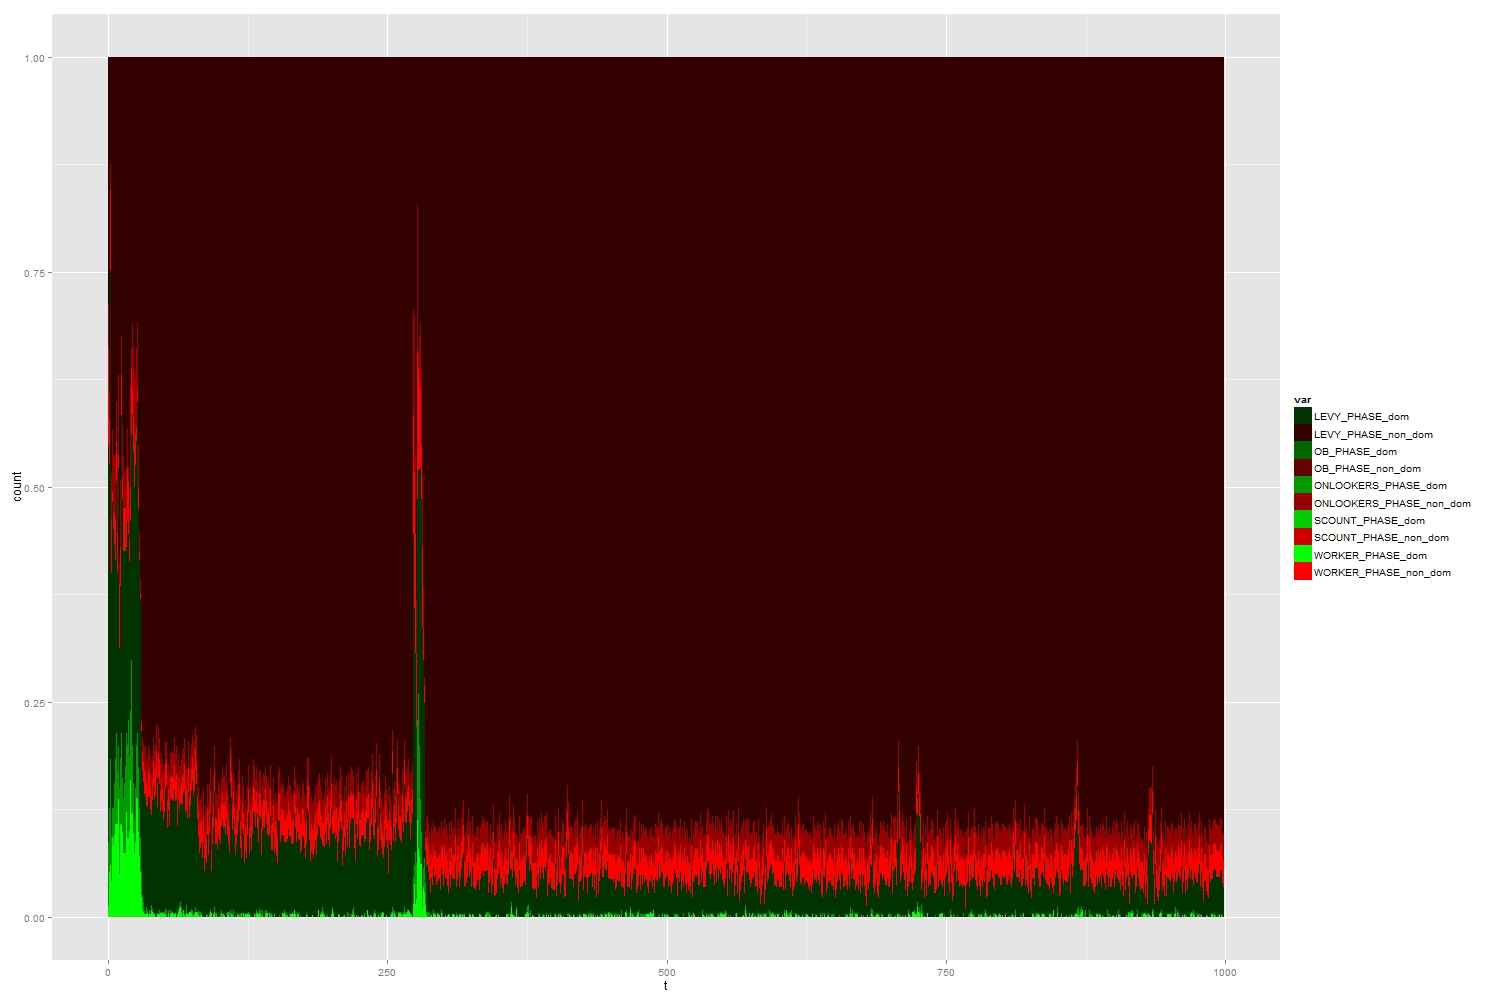 1.00
0.75
0.50
0.25
0.00
count
0
250
500
750
1000
t
var
LEVY_PHASE_dom
LEVY_PHASE_non_dom
OB_PHASE_dom
OB_PHASE_non_dom
ONLOOKERS_PHASE_dom
ONLOOKERS_PHASE_non_dom
SCOUNT_PHASE_dom
SCOUNT_PHASE_non_dom
WORKER_PHASE_dom
WORKER_PHASE_non_dom